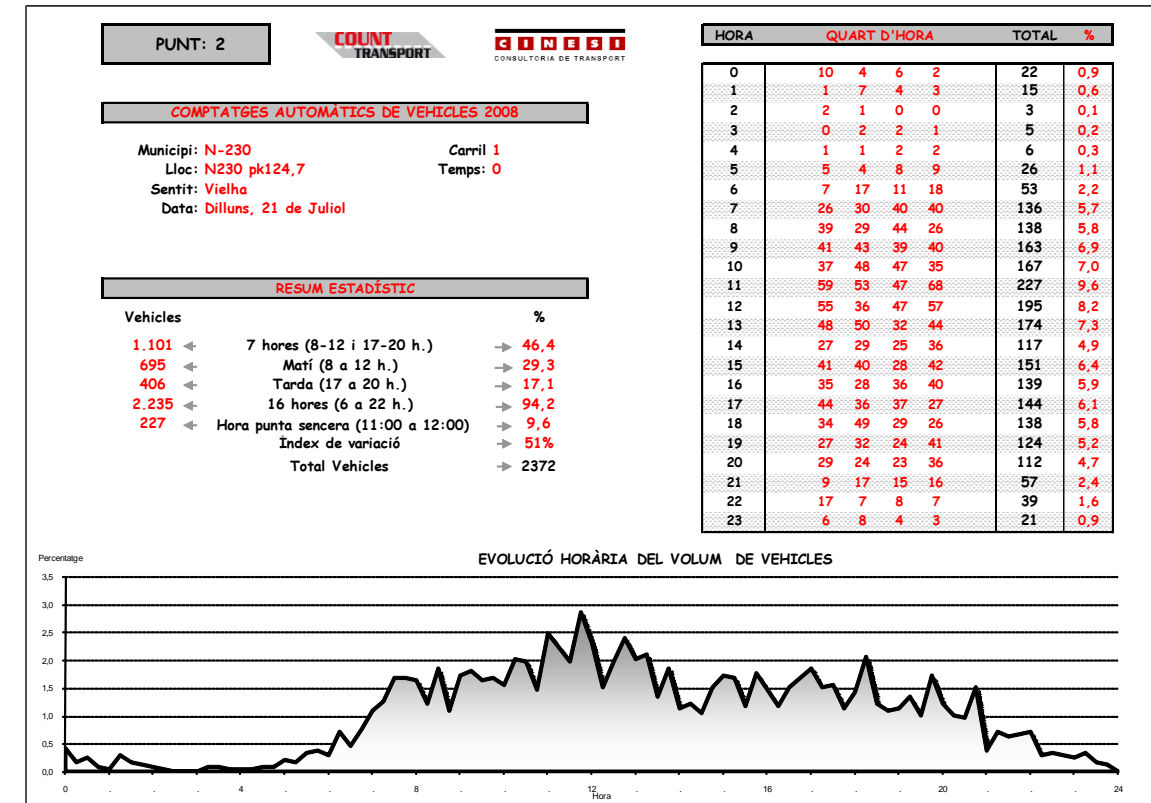 PUNT: 2
COUNT
TRANSPORT
CINESI
CONSULTORIA DE TRANSPORT
COMPTATGES AUTOMÀTICS DE VEHICLES 2008
Municipi: N-230 Carril 1
Lloc: N230 pk124,7 Temps: 0
Sentit: Vielha
Data: Dilluns, 21 de Juliol
RESUM ESTADÍSTIC
Vehicles %
1.101 7 hores (8-12 i 17-20 h.) 46,4
695 Matí (8 a 12 h.) 29,3
406 Tarda (17 a 20 h.) 17,1
2.235 16 hores (6 a 22 h.) 94,2
227 Hora punta sencera (11:00 a 12:00) 9,6
Índex de variació 51%
Total Vehicles 2372
HORA QUART D'HORA TOTAL %
0 10 4 6 2 22 0,9
1 1 7 4 3 15 0,6
2 2 1 0 0 3 0,1
3 0 2 2 1 5 0,2
4 1 1 2 2 6 0,3
5 5 4 8 9 26 1,1
6 7 17 11 18 53 2,2
7 26 30 40 40 136 5,7
8 39 29 44 26 138 5,8
9 41 43 39 40 163 6,9
10 37 48 47 35 167 7,0
11 59 53 47 68 227 9,6
12 55 36 47 57 195 8,2
13 48 50 32 44 174 7,3
14 27 29 25 36 117 4,9
15 41 40 28 42 151 6,4
16 35 28 36 40 139 5,9
17 44 36 37 27 144 6,1
18 34 49 29 26 138 5,8
19 27 32 24 41 124 5,2
20 29 24 23 36 112 4,7
21 9 17 15 16 57 2,4
22 17 7 8 7 39 1,6
23 6 8 4 3 21 0,9
Percentatge
EVOLUCIÓ HORÀRIA DEL VOLUM DE VEHICLES
3,5
3,0
2,5
2,0
1,5
1,0
0,5
0,0
0 . . . 4 . . . 8 . . . 12 . . . 16 . . . 20 . . . 24
Hora